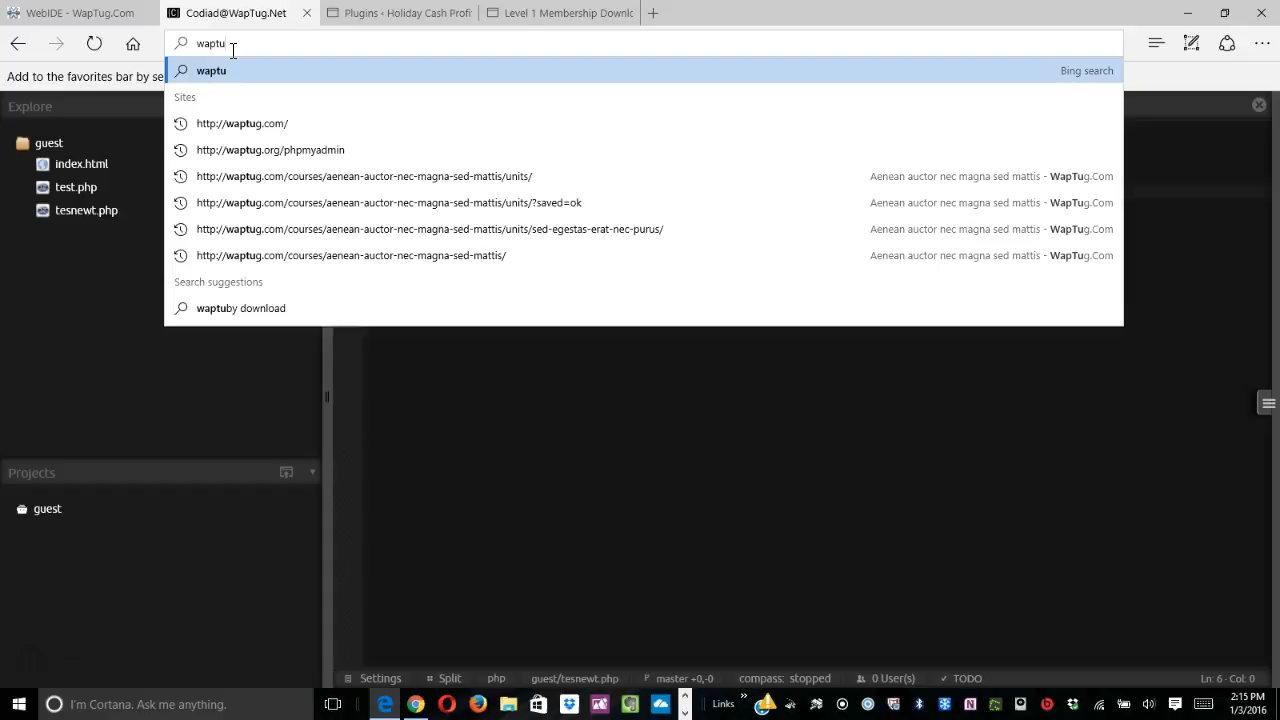 WebIDE - WapTug.Com
Codiad@WapTug.Net
Plugins ‹ Holiday Cash Profi
Level 1 Membership Downlo
waptu
Add to the favorites bar by se
waptu Bing search
Sites
http://waptug.com/
http://waptug.org/phpmyadmin
http://waptug.com/courses/aenean-auctor-nec-magna-sed-mattis/units/ Aenean auctor nec magna sed mattis - WapTug.Com
http://waptug.com/courses/aenean-auctor-nec-magna-sed-mattis/units/?saved=ok Aenean auctor nec magna sed mattis - WapTug.Com
http://waptug.com/courses/aenean-auctor-nec-magna-sed-mattis/units/sed-egestas-erat-nec-purus/ Aenean auctor nec magna sed mattis - WapTug.Com
http://waptug.com/courses/aenean-auctor-nec-magna-sed-mattis/ Aenean auctor nec magna sed mattis - WapTug.Com
Search suggestions
waptuby download
Explore
guest
index.html
test.php
tesnewt.php
Projects
guest
Settings Split php guest/tesnewt.php master +0,-0 compass: stopped 0 User(s) TODO Ln: 6 · Col: 0
I'm Cortana. Ask me anything.
Links
2:15 PM
1/3/2016